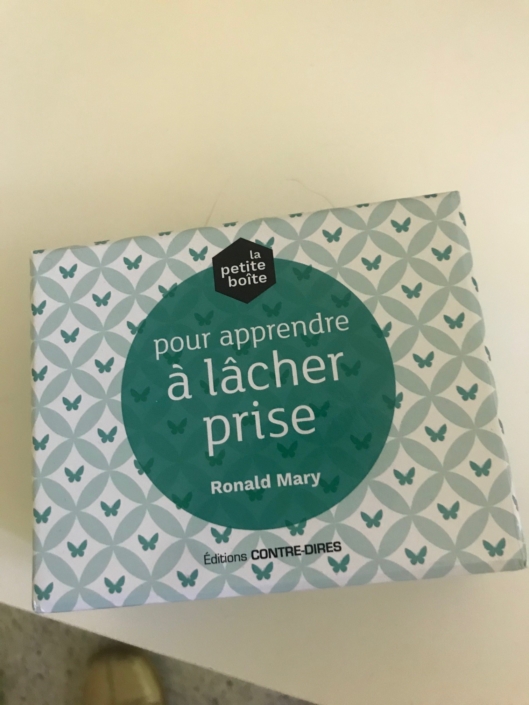 la
petite
boîte
pour apprendre
à lâcher
prise
Ronald Mary
Éditions CONTRE-DIRES